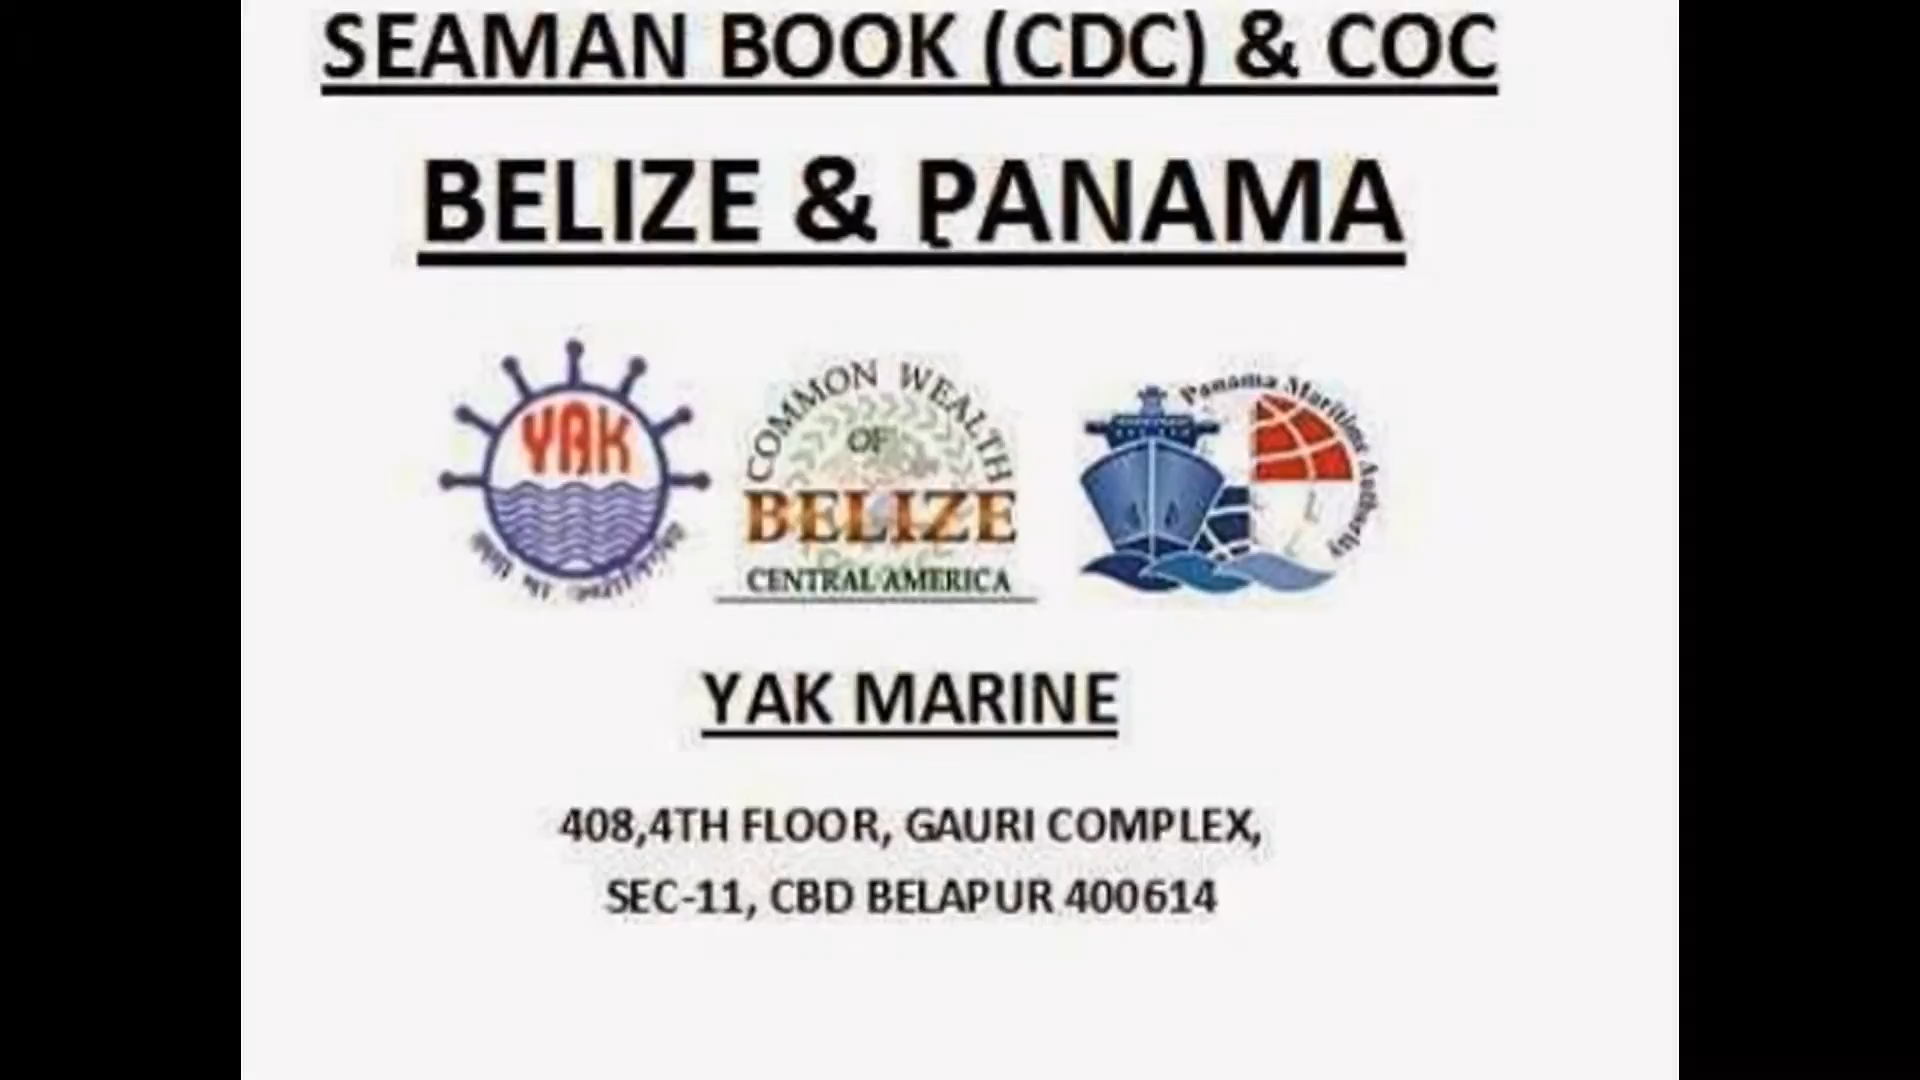 SEAMAN BOOK (CDC) & COC
BELIZE & PANAMA
YAK
COMMON WEALTH
OF
BELIZE
CENTRAL AMERICA
Panama Maritime Authority
YAK MARINE
408,4TH FLOOR, GAURI COMPLEX,
SEC-11, CBD BELAPUR 400614